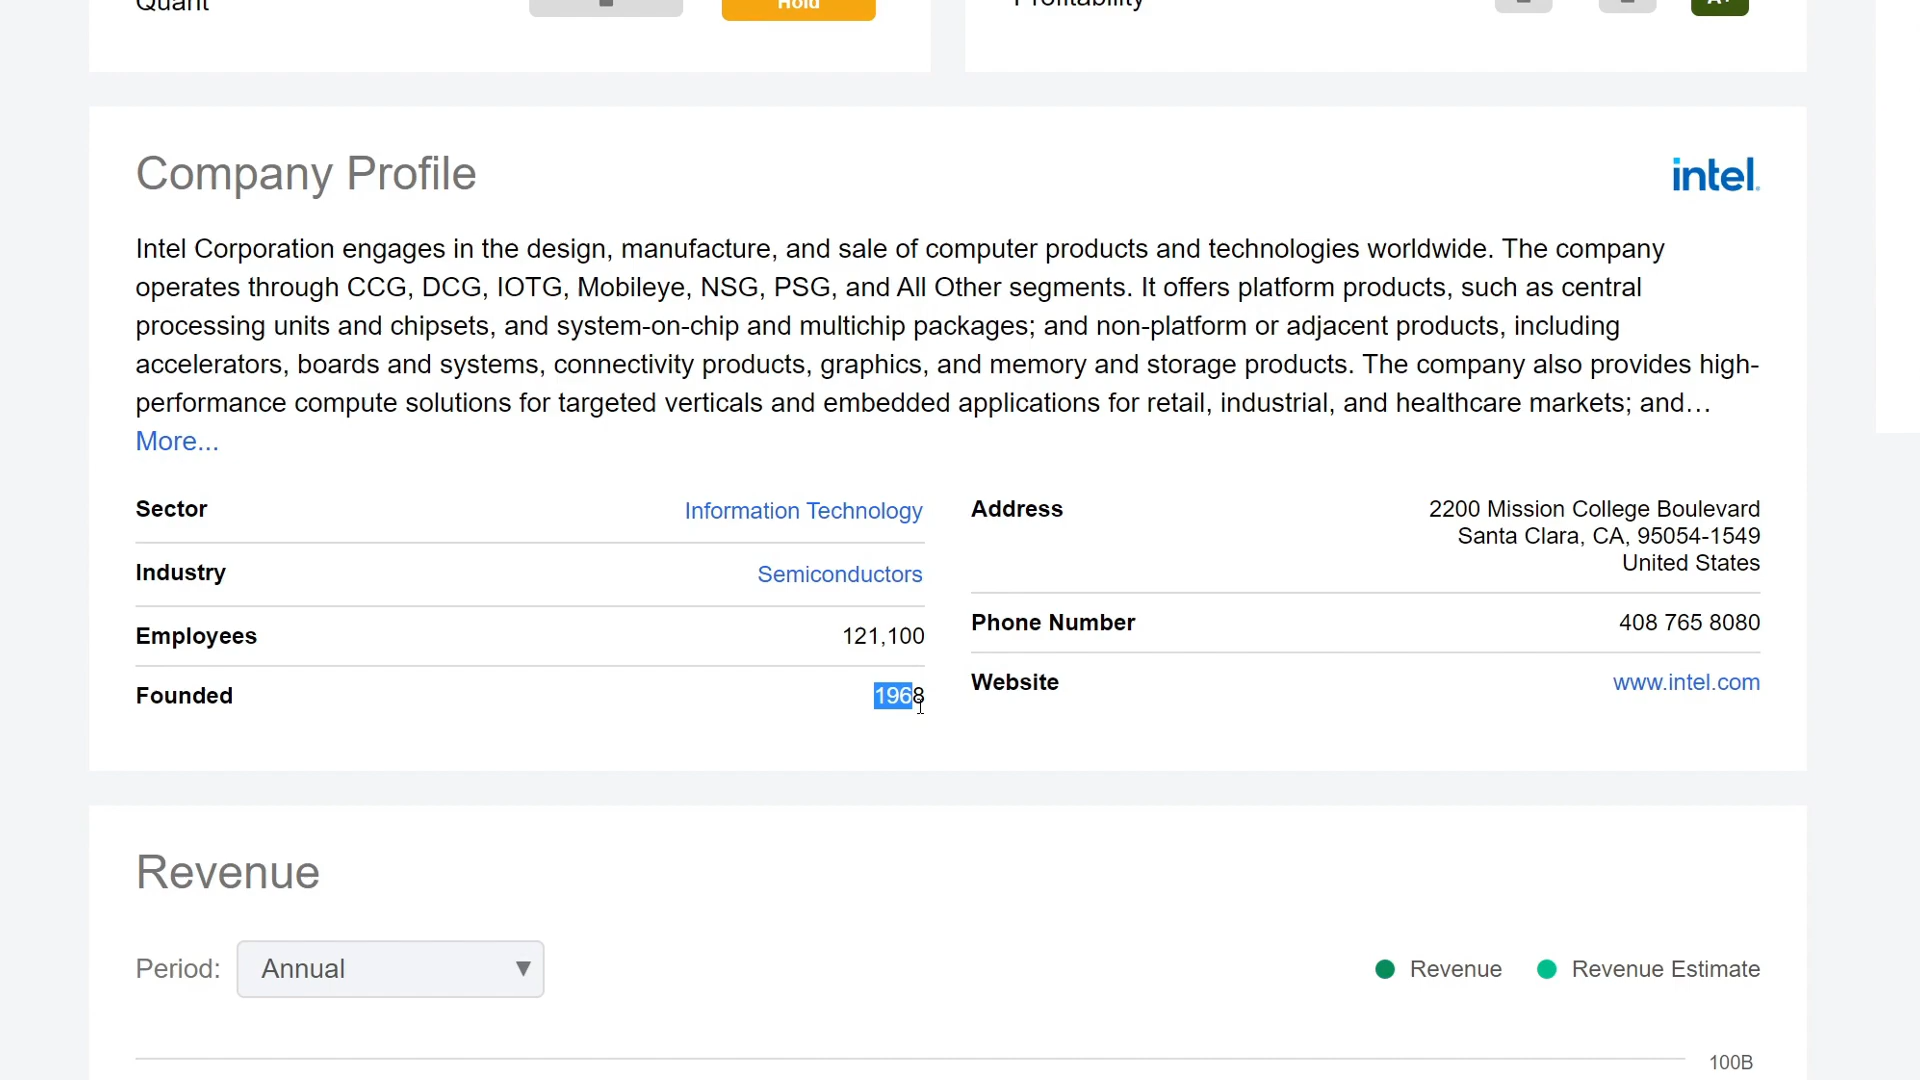 Quant
Hold
Profitability
A+
Company Profile
intel.
Intel Corporation engages in the design, manufacture, and sale of computer products and technologies worldwide. The company
operates through CCG, DCG, IOTG, Mobileye, NSG, PSG, and All Other segments. It offers platform products, such as central
processing units and chipsets, and system-on-chip and multichip packages; and non-platform or adjacent products, including
accelerators, boards and systems, connectivity products, graphics, and memory and storage products. The company also provides high-
performance compute solutions for targeted verticals and embedded applications for retail, industrial, and healthcare markets; and…
More...
Sector Information Technology
Industry Semiconductors
Employees 121,100
Founded 1968
Address 2200 Mission College Boulevard
Santa Clara, CA, 95054-1549
United States
Phone Number 408 765 8080
Website www.intel.com
Revenue
Period: Annual
Revenue Revenue Estimate
100B